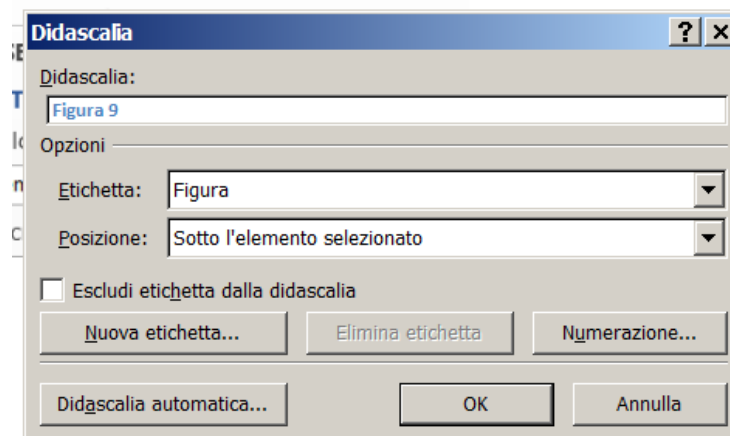 Didascalia
Didascalia:
Figura 9
Opzioni
Etichetta: Figura
Posizione: Sotto l'elemento selezionato
Escludi etichetta dalla didascalia
Nuova etichetta... Elimina etichetta Numerazione...
Didascalia automatica... OK Annulla